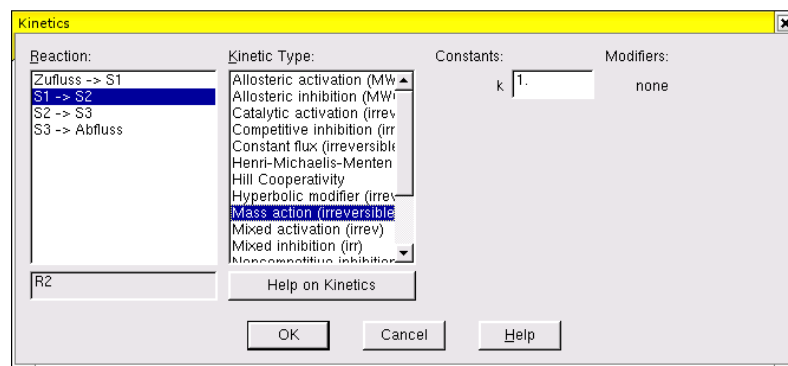 Kinetics
Reaction:
Zufluss -> S1
S1 -> S2
S2 -> S3
S3 -> Abfluss
R2
Kinetic Type:
Allosteric activation (MW
Allosteric inhibition (MW
Catalytic activation (irrev
Competitive inhibition (irr
Constant flux (irreversible
Henri-Michaelis-Menten
Hill Cooperativity
Hyperbolic modifier (irrev
Mass action (irreversible
Mixed activation (irrev)
Mixed inhibition (irr)
Noncompetitive inhibition
Help on Kinetics
Constants:
k 1.
Modifiers:
none
OK Cancel Help